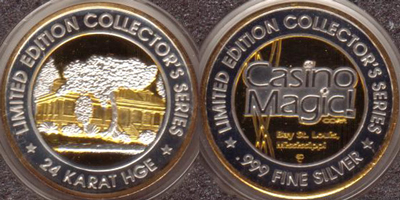 LIMITED EDITION COLLECTOR'S SERIES
24 KARAT HGE
LIMITED EDITION COLLECTOR'S SERIES
Casino
Magic!
.com
Bay St. Louis,
Mississippi
.999 FINE SILVER